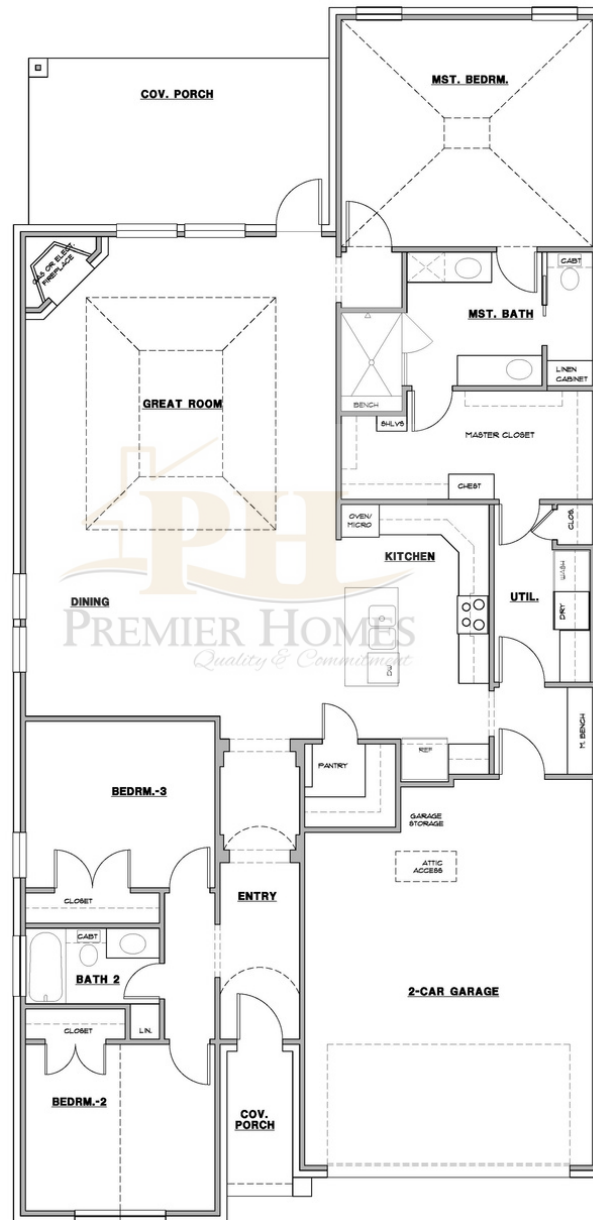 COV. PORCH
MST. BEDRM.
GAS OR ELECT.
FIREPLACE
CABT
MST. BATH
LINEN
CABINET
BENCH
GREAT ROOM
SHLVS
MASTER CLOSET
CHEST
OVEN/
MICRO
CLOS.
KITCHEN
WASH
DRY
UTIL.
DINING
PH
PREMIER HOMES
Quality & Commitment
DW
M. BENCH
REF
PANTRY
BEDRM.-3
GARAGE
STORAGE
ATTIC
ACCESS
CLOSET
ENTRY
CABT
BATH 2
2-CAR GARAGE
CLOSET
LIN.
BEDRM.-2
COV.
PORCH